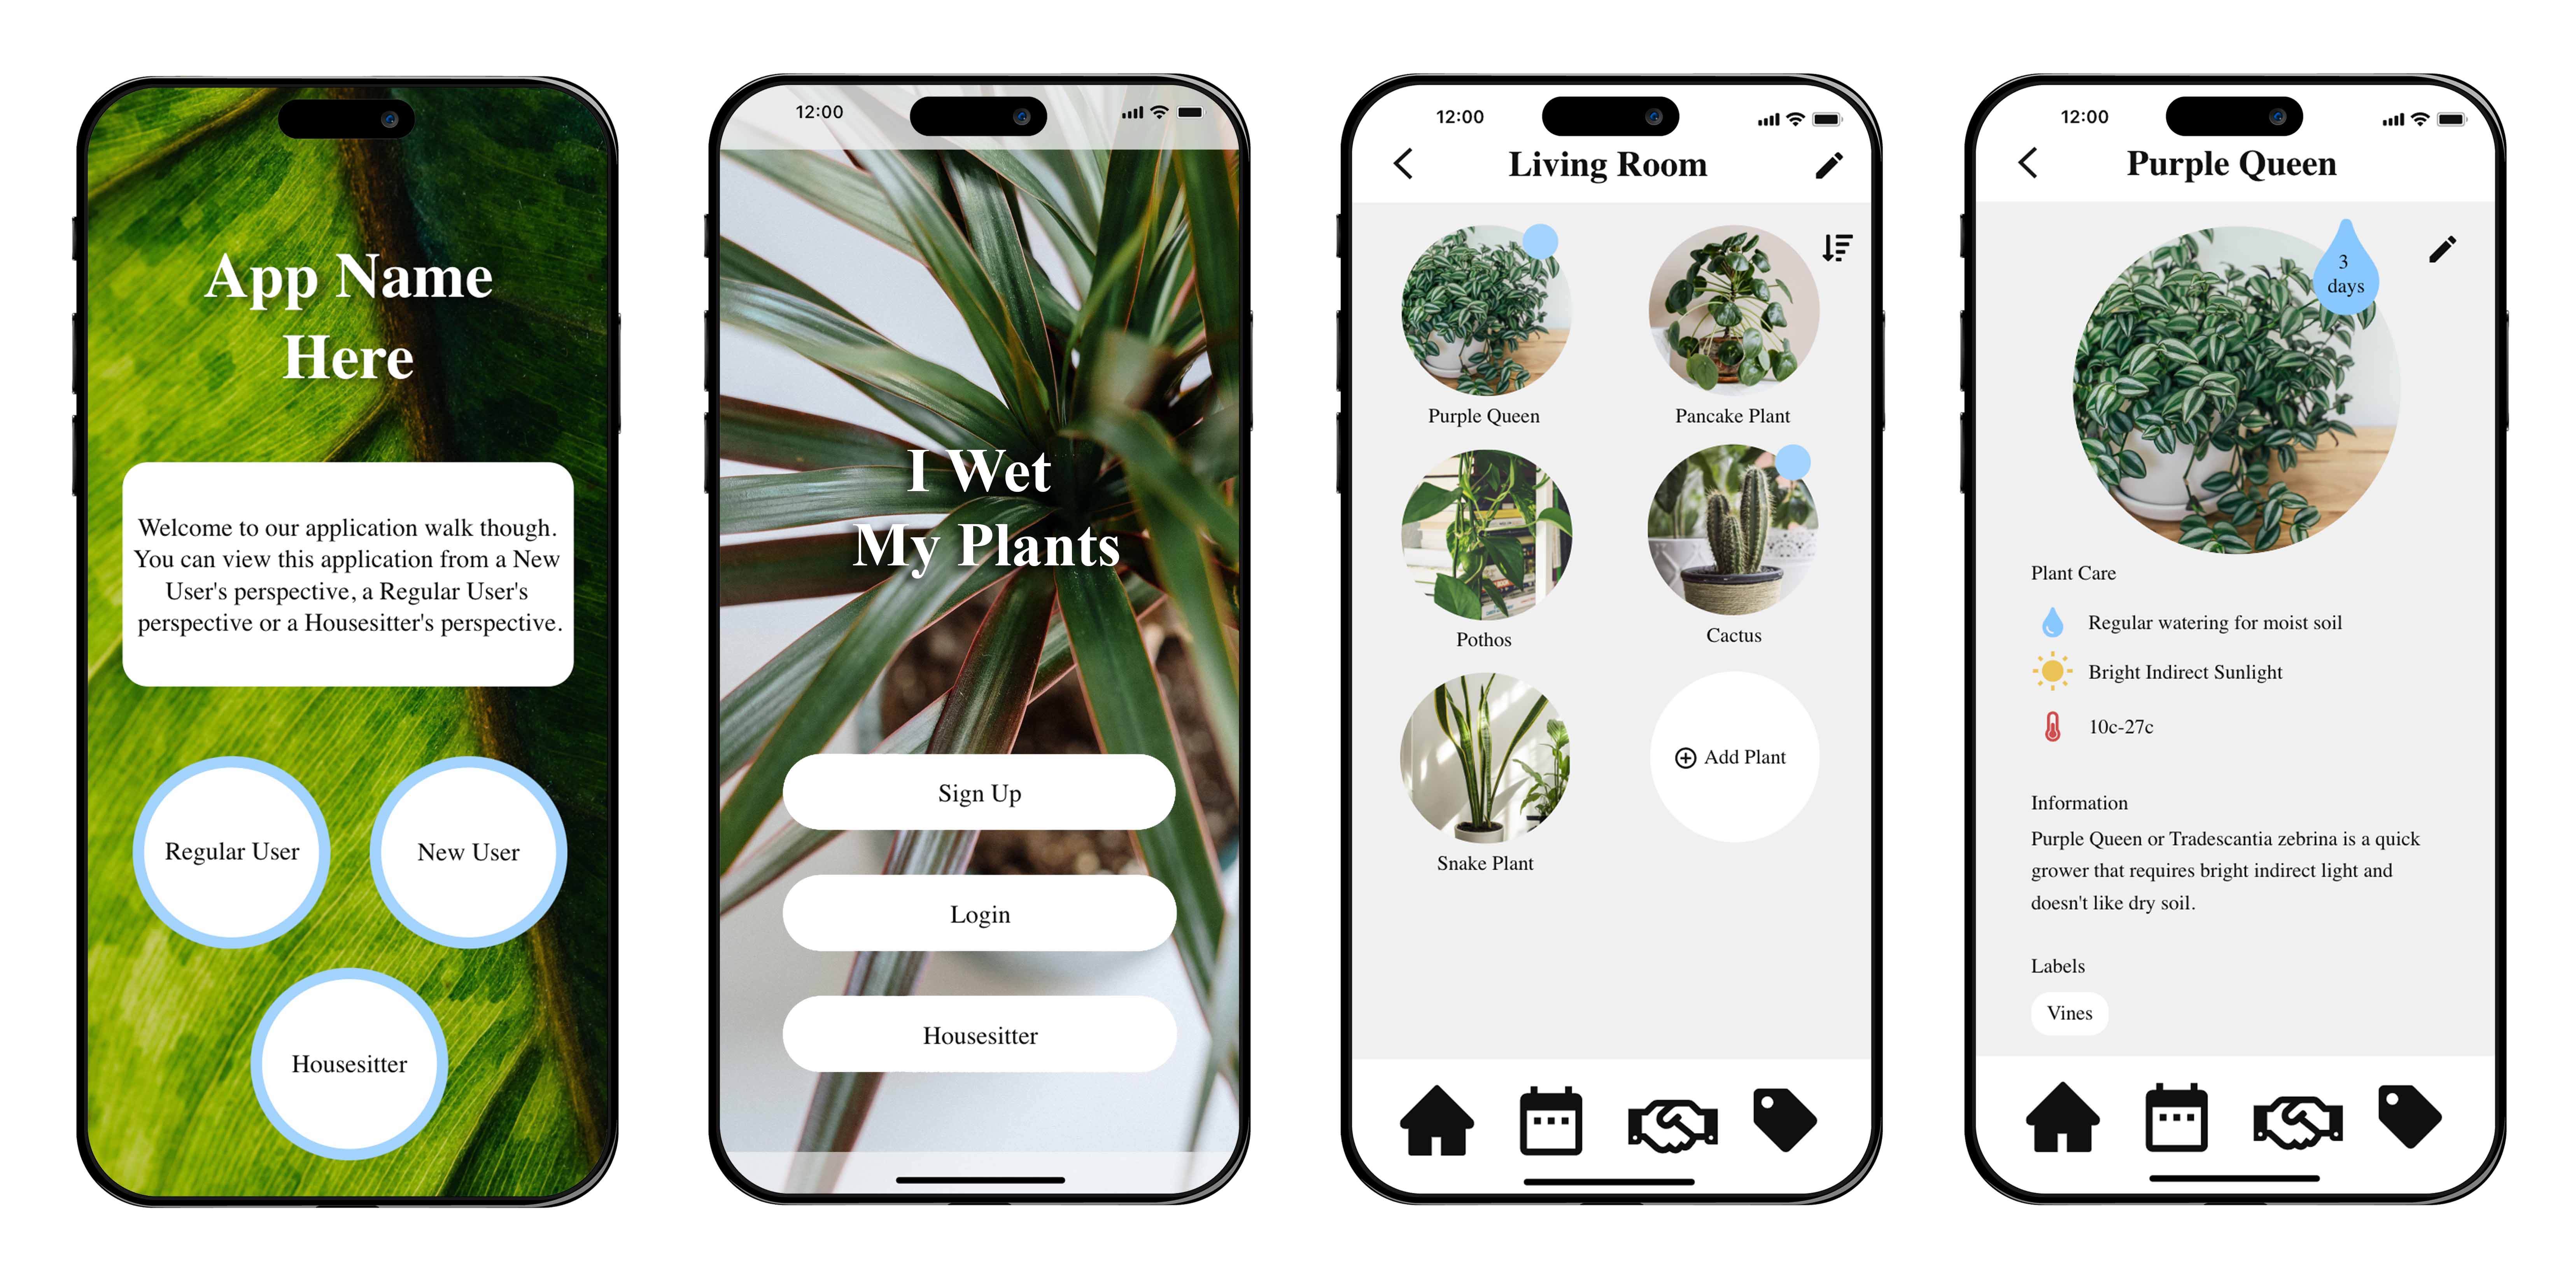 App Name
Here
Welcome to our application walk though.
You can view this application from a New
User's perspective, a Regular User's
perspective or a Housesitter's perspective.
Regular User
New User
Housesitter
12:00
I Wet
My Plants
Sign Up
Login
Housesitter
12:00
Living Room
Purple Queen
Pancake Plant
Pothos
Cactus
Snake Plant
Add Plant
12:00
Purple Queen
3
days
Plant Care
Regular watering for moist soil
Bright Indirect Sunlight
10c-27c
Information
Purple Queen or Tradescantia zebrina is a quick
grower that requires bright indirect light and
doesn't like dry soil.
Labels
Vines